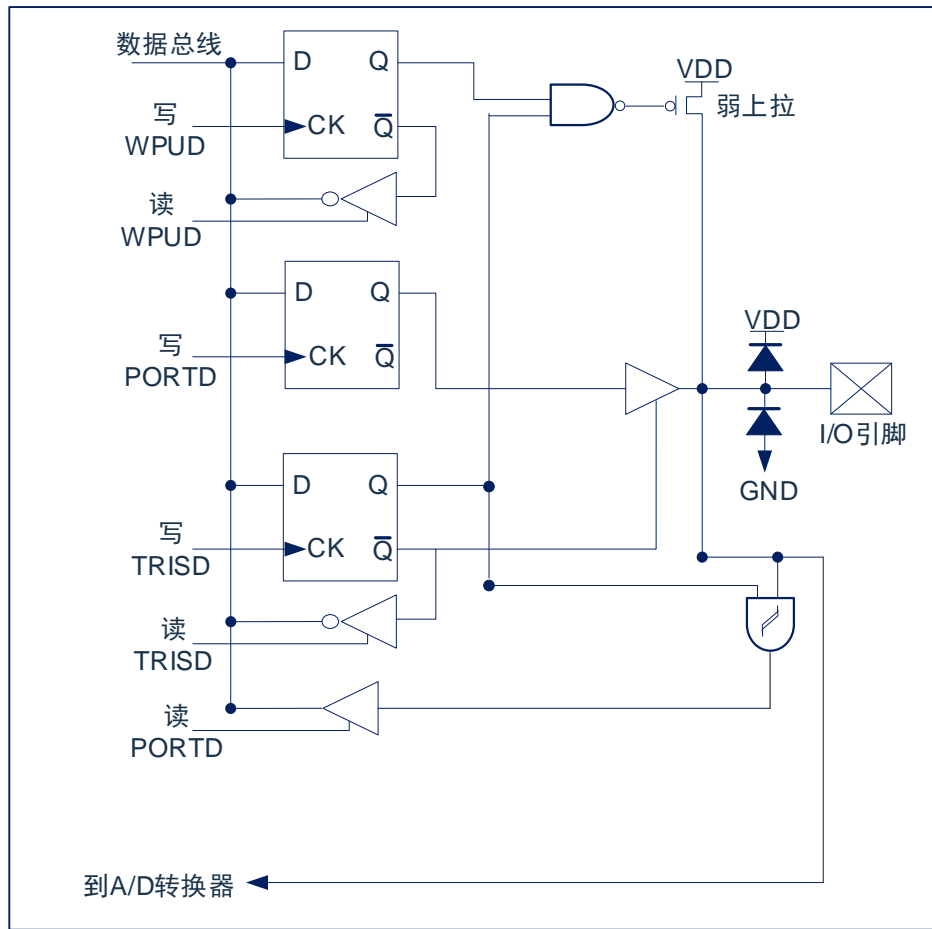 数据总线
D
Q
写
WPUD
CK
Q̅
VDD
弱上拉
读
WPUD
D
Q
写
PORTD
CK
Q̅
VDD
I/O引脚
GND
D
Q
写
TRISD
CK
Q̅
读
TRISD
读
PORTD
到A/D转换器